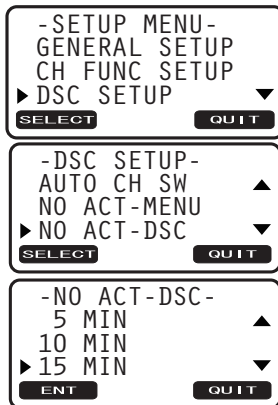 -SETUP MENU-
GENERAL SETUP
CH FUNC SETUP
DSC SETUP
SELECT QUIT
-DSC SETUP-
AUTO CH SW
NO ACT-MENU
NO ACT-DSC
SELECT QUIT
-NO ACT-DSC-
5 MIN
10 MIN
15 MIN
ENT QUIT